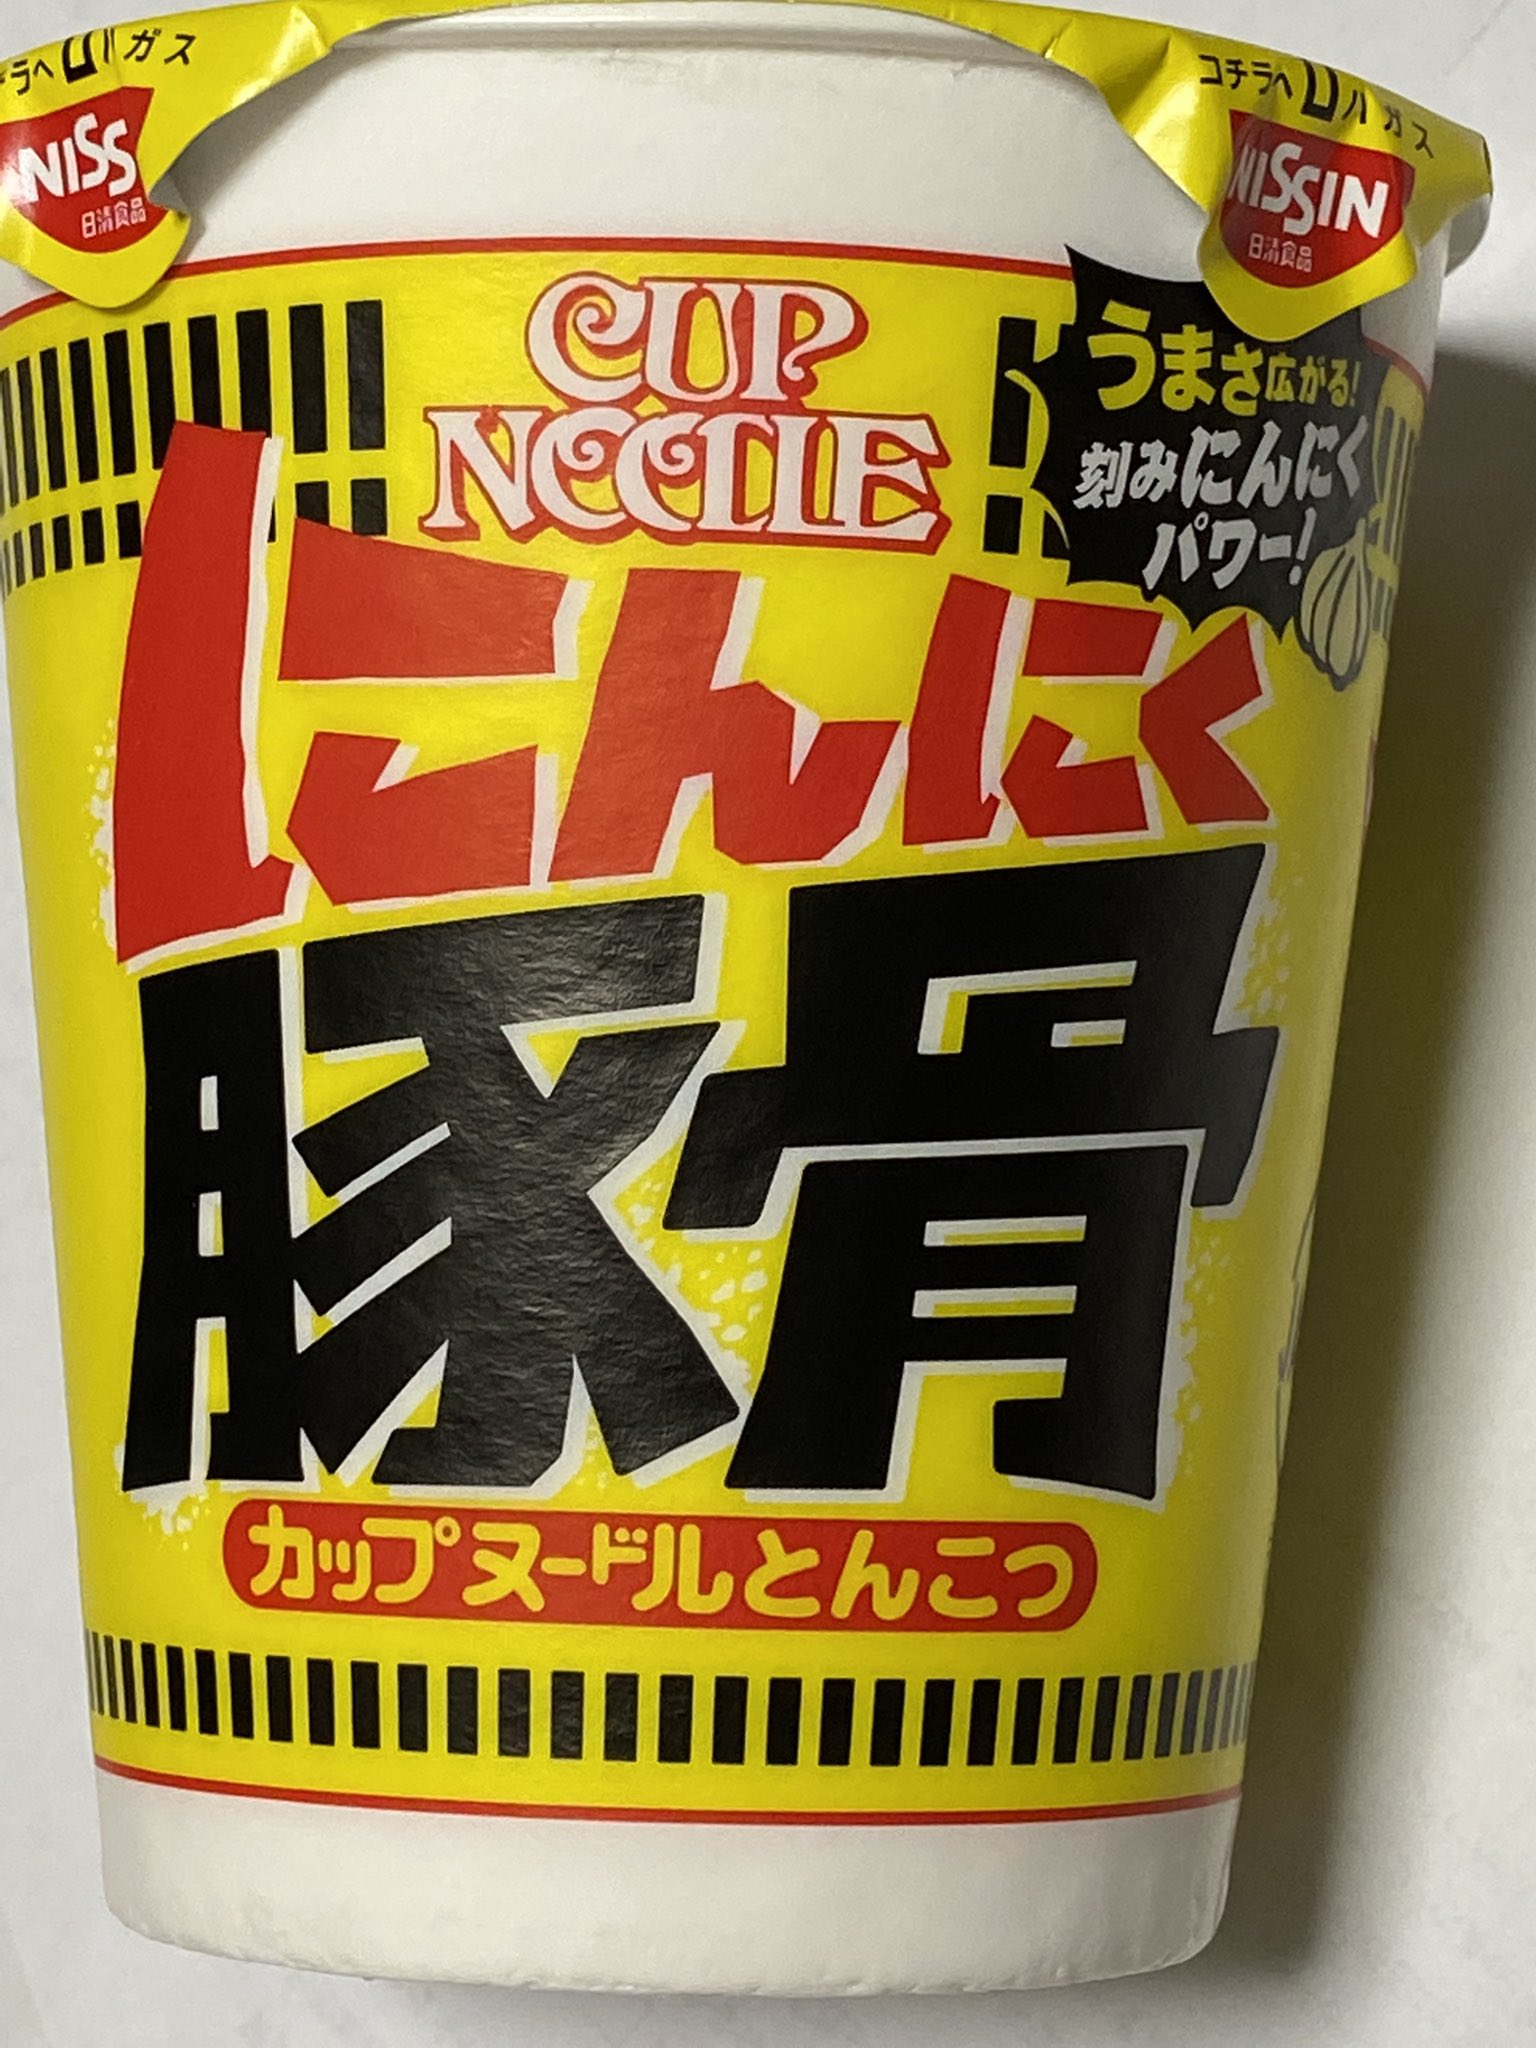 コチラへ ガス
NISS
日清食品
コチラへ ガス
NISSIN
日清食品
CUP
NOODLE
うまさ広がる!
刻みにんにく
パワー!
にんにく
豚骨
カップヌードルとんこつ